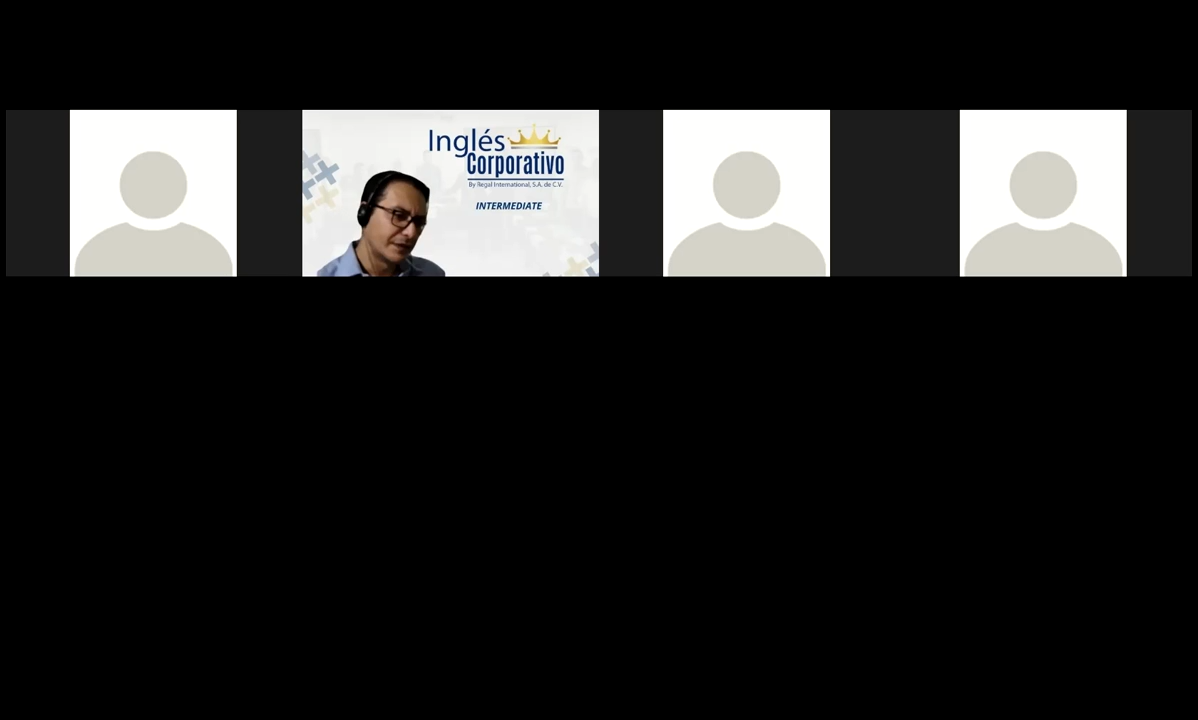 Inglés
Corporativo
By Regal International, S.A. de C.V.
INTERMEDIATE